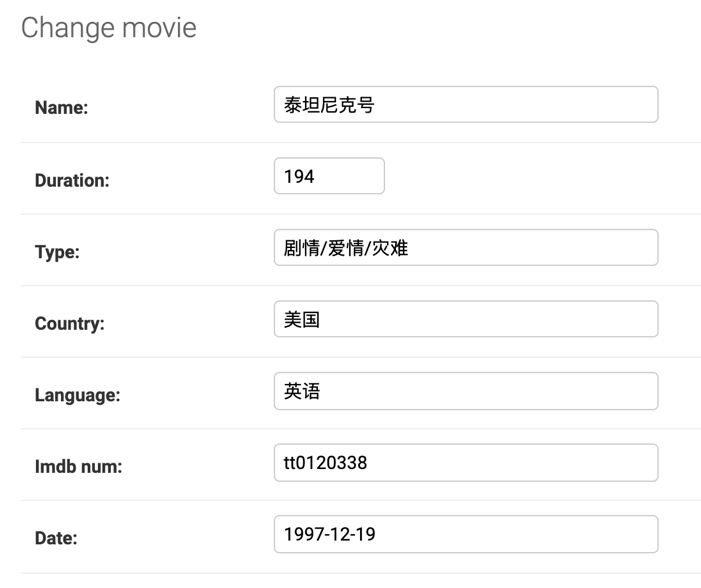 Change movie
Name: 泰坦尼克号
Duration: 194
Type: 剧情/爱情/灾难
Country: 美国
Language: 英语
Imdb num: tt0120338
Date: 1997-12-19